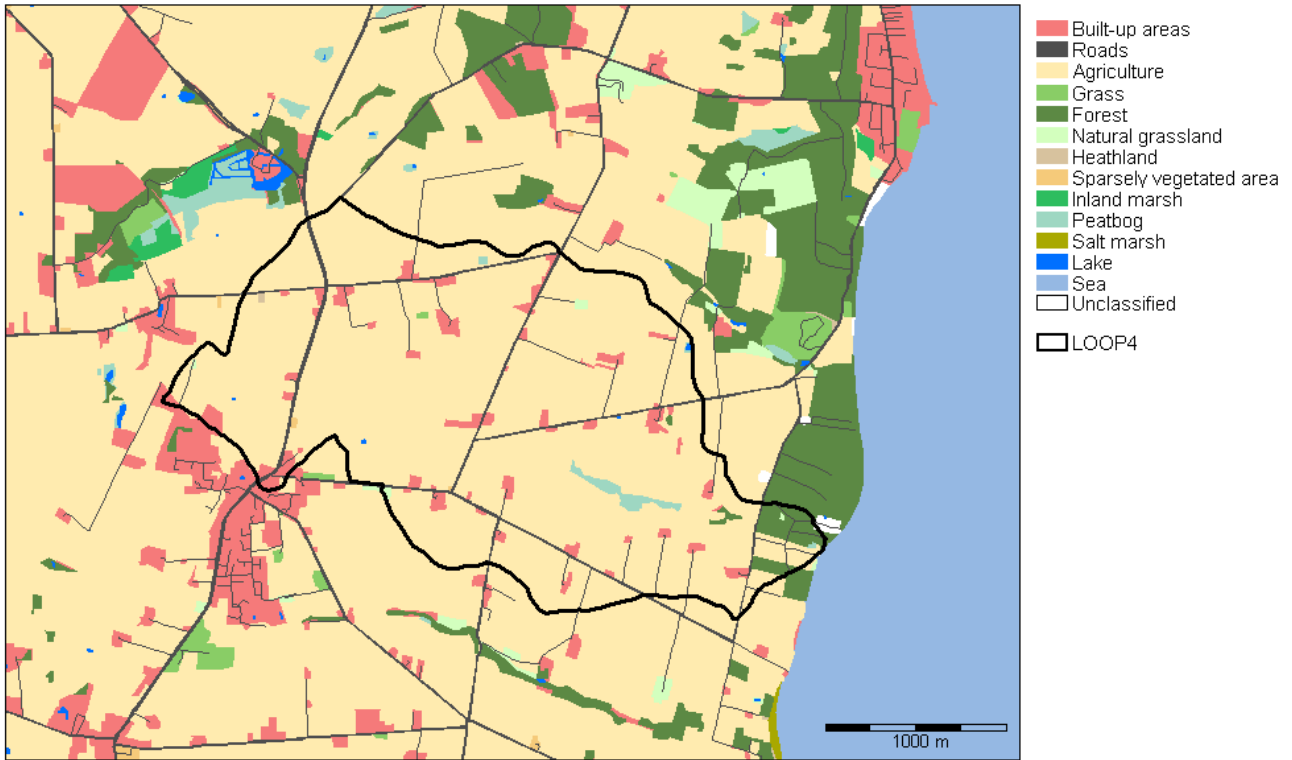 Built-up areas
Roads
Agriculture
Grass
Forest
Natural grassland
Heathland
Sparsely vegetated area
Inland marsh
Peatbog
Salt marsh
Lake
Sea
Unclassified
LOOP4
1000 m